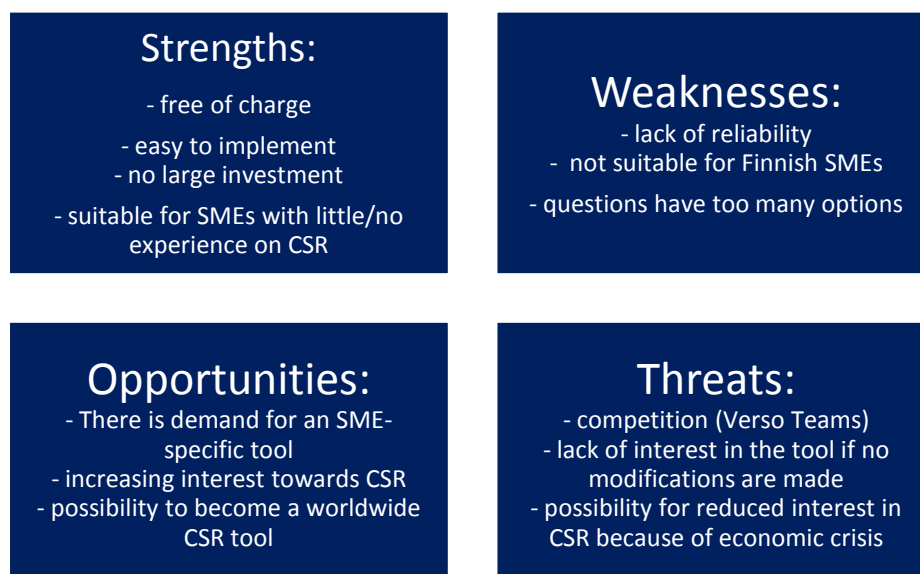 Strengths:
- free of charge
- easy to implement
- no large investment
- suitable for SMEs with little/no
experience on CSR
Weaknesses:
- lack of reliability
- not suitable for Finnish SMEs
- questions have too many options
Opportunities:
- There is demand for an SME-
specific tool
- increasing interest towards CSR
- possibility to become a worldwide
CSR tool
Threats:
- competition (Verso Teams)
- lack of interest in the tool if no
modifications are made
- possibility for reduced interest in
CSR because of economic crisis